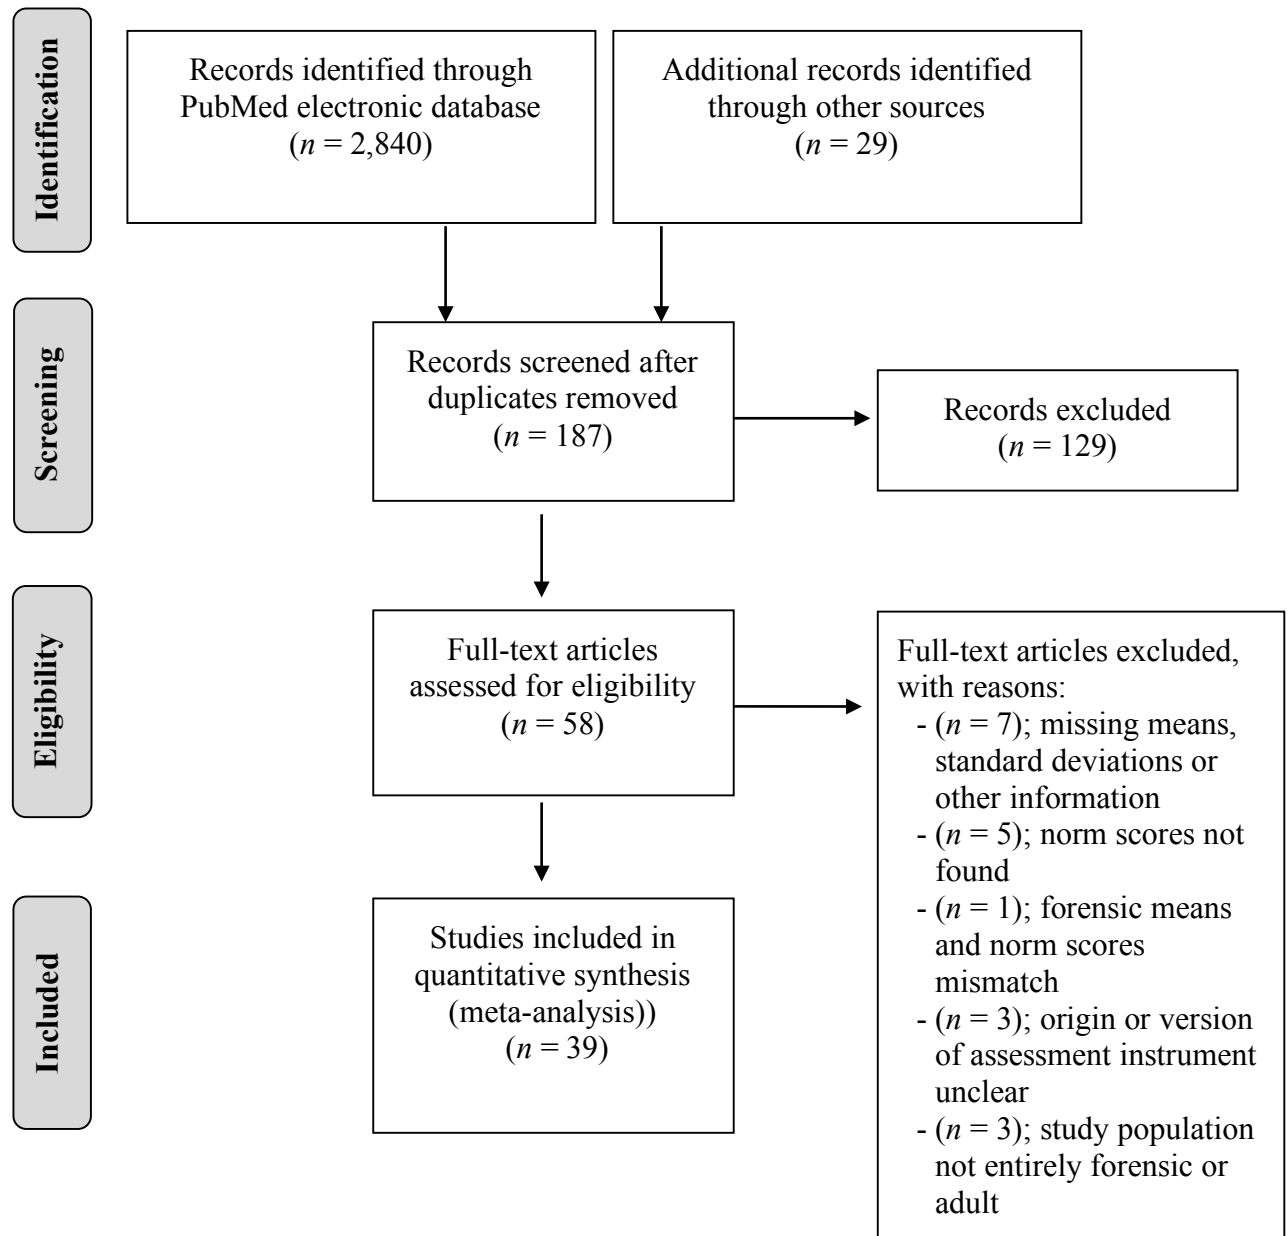 Identification
Records identified through
PubMed electronic database
(n = 2,840)
Additional records identified
through other sources
(n = 29)
Screening
Records screened after
duplicates removed
(n = 187)
Records excluded
(n = 129)
Eligibility
Full-text articles
assessed for eligibility
(n = 58)
Full-text articles excluded,
with reasons:
- (n = 7); missing means,
standard deviations or
other information
- (n = 5); norm scores not
found
- (n = 1); forensic means
and norm scores
mismatch
- (n = 3); origin or version
of assessment instrument
unclear
- (n = 3); study population
not entirely forensic or
adult
Included
Studies included in
quantitative synthesis
(meta-analysis))
(n = 39)